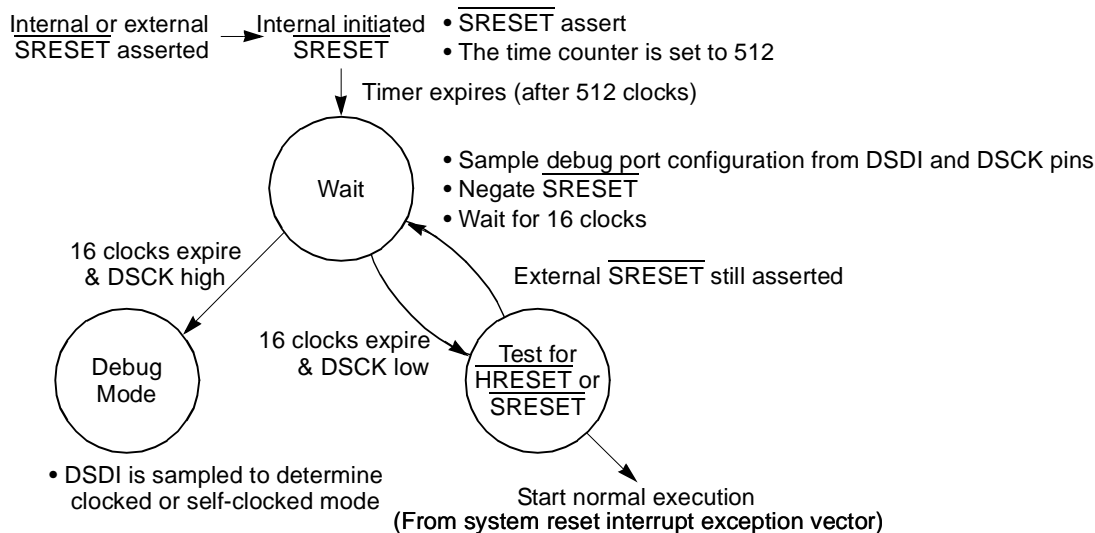 Internal or external
SRESET asserted
Internal initiated
SRESET
• SRESET assert
• The time counter is set to 512
Timer expires (after 512 clocks)
Wait
• Sample debug port configuration from DSDI and DSCK pins
• Negate SRESET
• Wait for 16 clocks
16 clocks expire
& DSCK high
External SRESET still asserted
16 clocks expire
& DSCK low
Debug
Mode
Test for
HRESET or
SRESET
• DSDI is sampled to determine
clocked or self-clocked mode
Start normal execution
(From system reset interrupt exception vector)